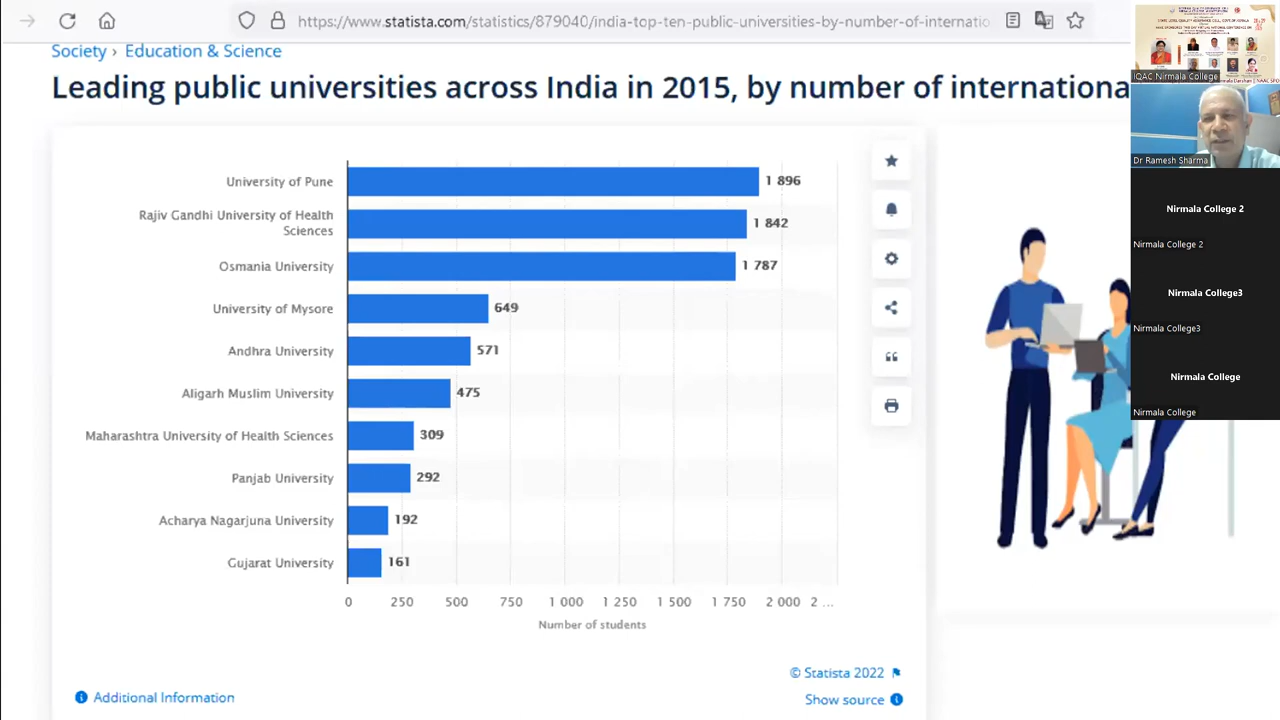 https://www.statista.com/statistics/879040/india-top-ten-public-universities-by-number-of-internatio
Society › Education & Science
Leading public universities across India in 2015, by number of internationa
University of Pune 1 896
Rajiv Gandhi University of Health
Sciences 1 842
Osmania University 1 787
University of Mysore 649
Andhra University 571
Aligarh Muslim University 475
Maharashtra University of Health Sciences 309
Panjab University 292
Acharya Nagarjuna University 192
Gujarat University 161
0 250 500 750 1 000 1 250 1 500 1 750 2 000 2 ...
Number of students
© Statista 2022
Additional Information
Show source
IQAC Nirmala College
Dr Ramesh Sharma
Nirmala College 2
Nirmala College 2
Nirmala College3
Nirmala College3
Nirmala College
Nirmala College